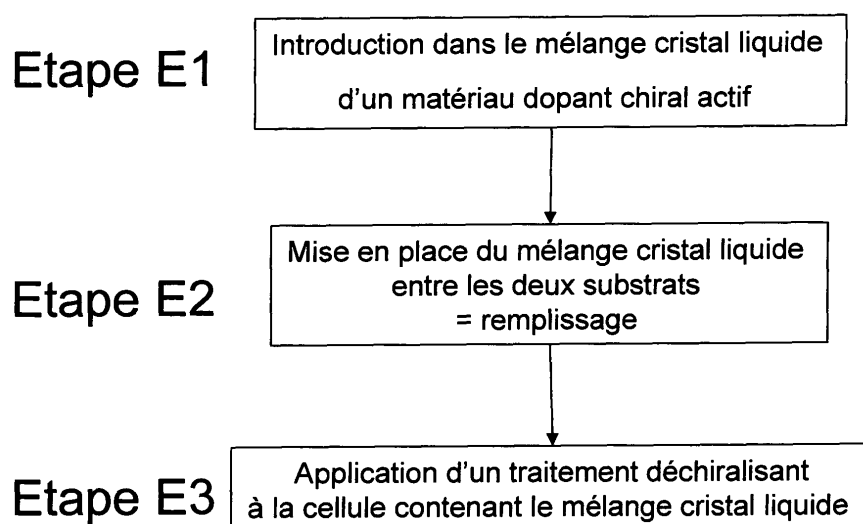 Etape E1
Introduction dans le mélange cristal liquide
d'un matériau dopant chiral actif
Etape E2
Mise en place du mélange cristal liquide
entre les deux substrats
= remplissage
Etape E3
Application d'un traitement déchiralisant
à la cellule contenant le mélange cristal liquide